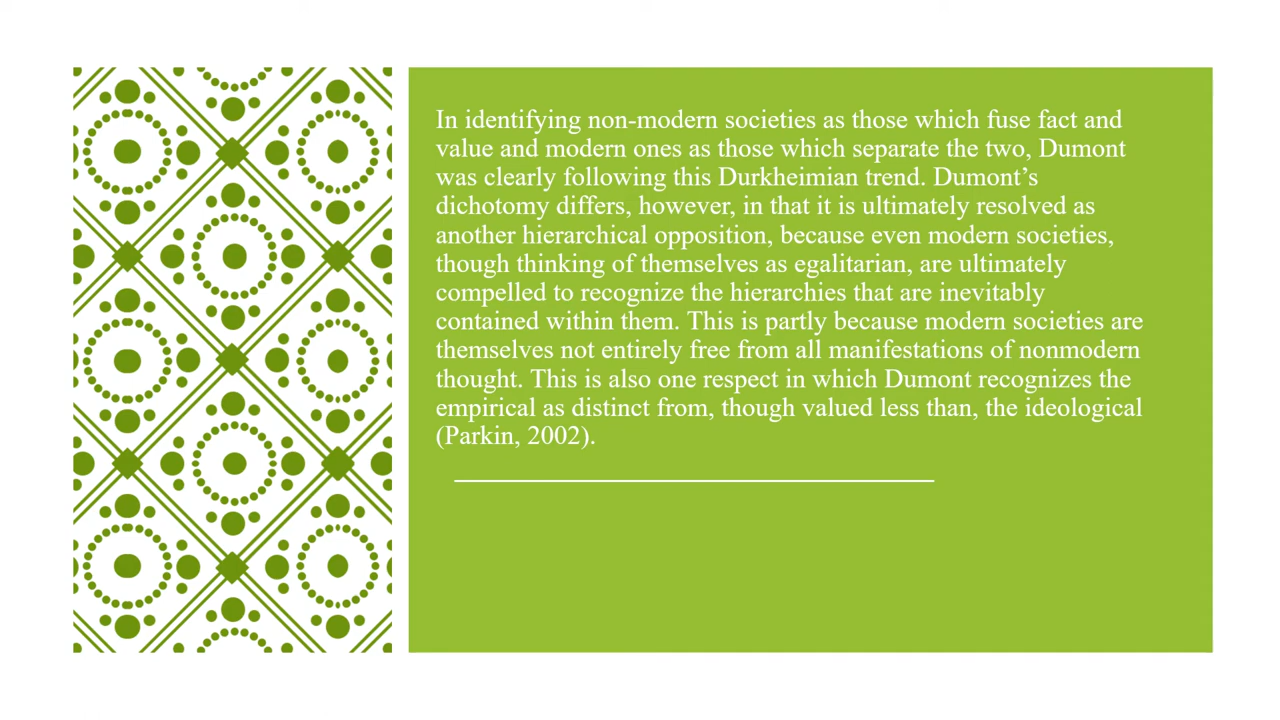 In identifying non-modern societies as those which fuse fact and
value and modern ones as those which separate the two, Dumont
was clearly following this Durkheimian trend. Dumont’s
dichotomy differs, however, in that it is ultimately resolved as
another hierarchical opposition, because even modern societies,
though thinking of themselves as egalitarian, are ultimately
compelled to recognize the hierarchies that are inevitably
contained within them. This is partly because modern societies are
themselves not entirely free from all manifestations of nonmodern
thought. This is also one respect in which Dumont recognizes the
empirical as distinct from, though valued less than, the ideological
(Parkin, 2002).